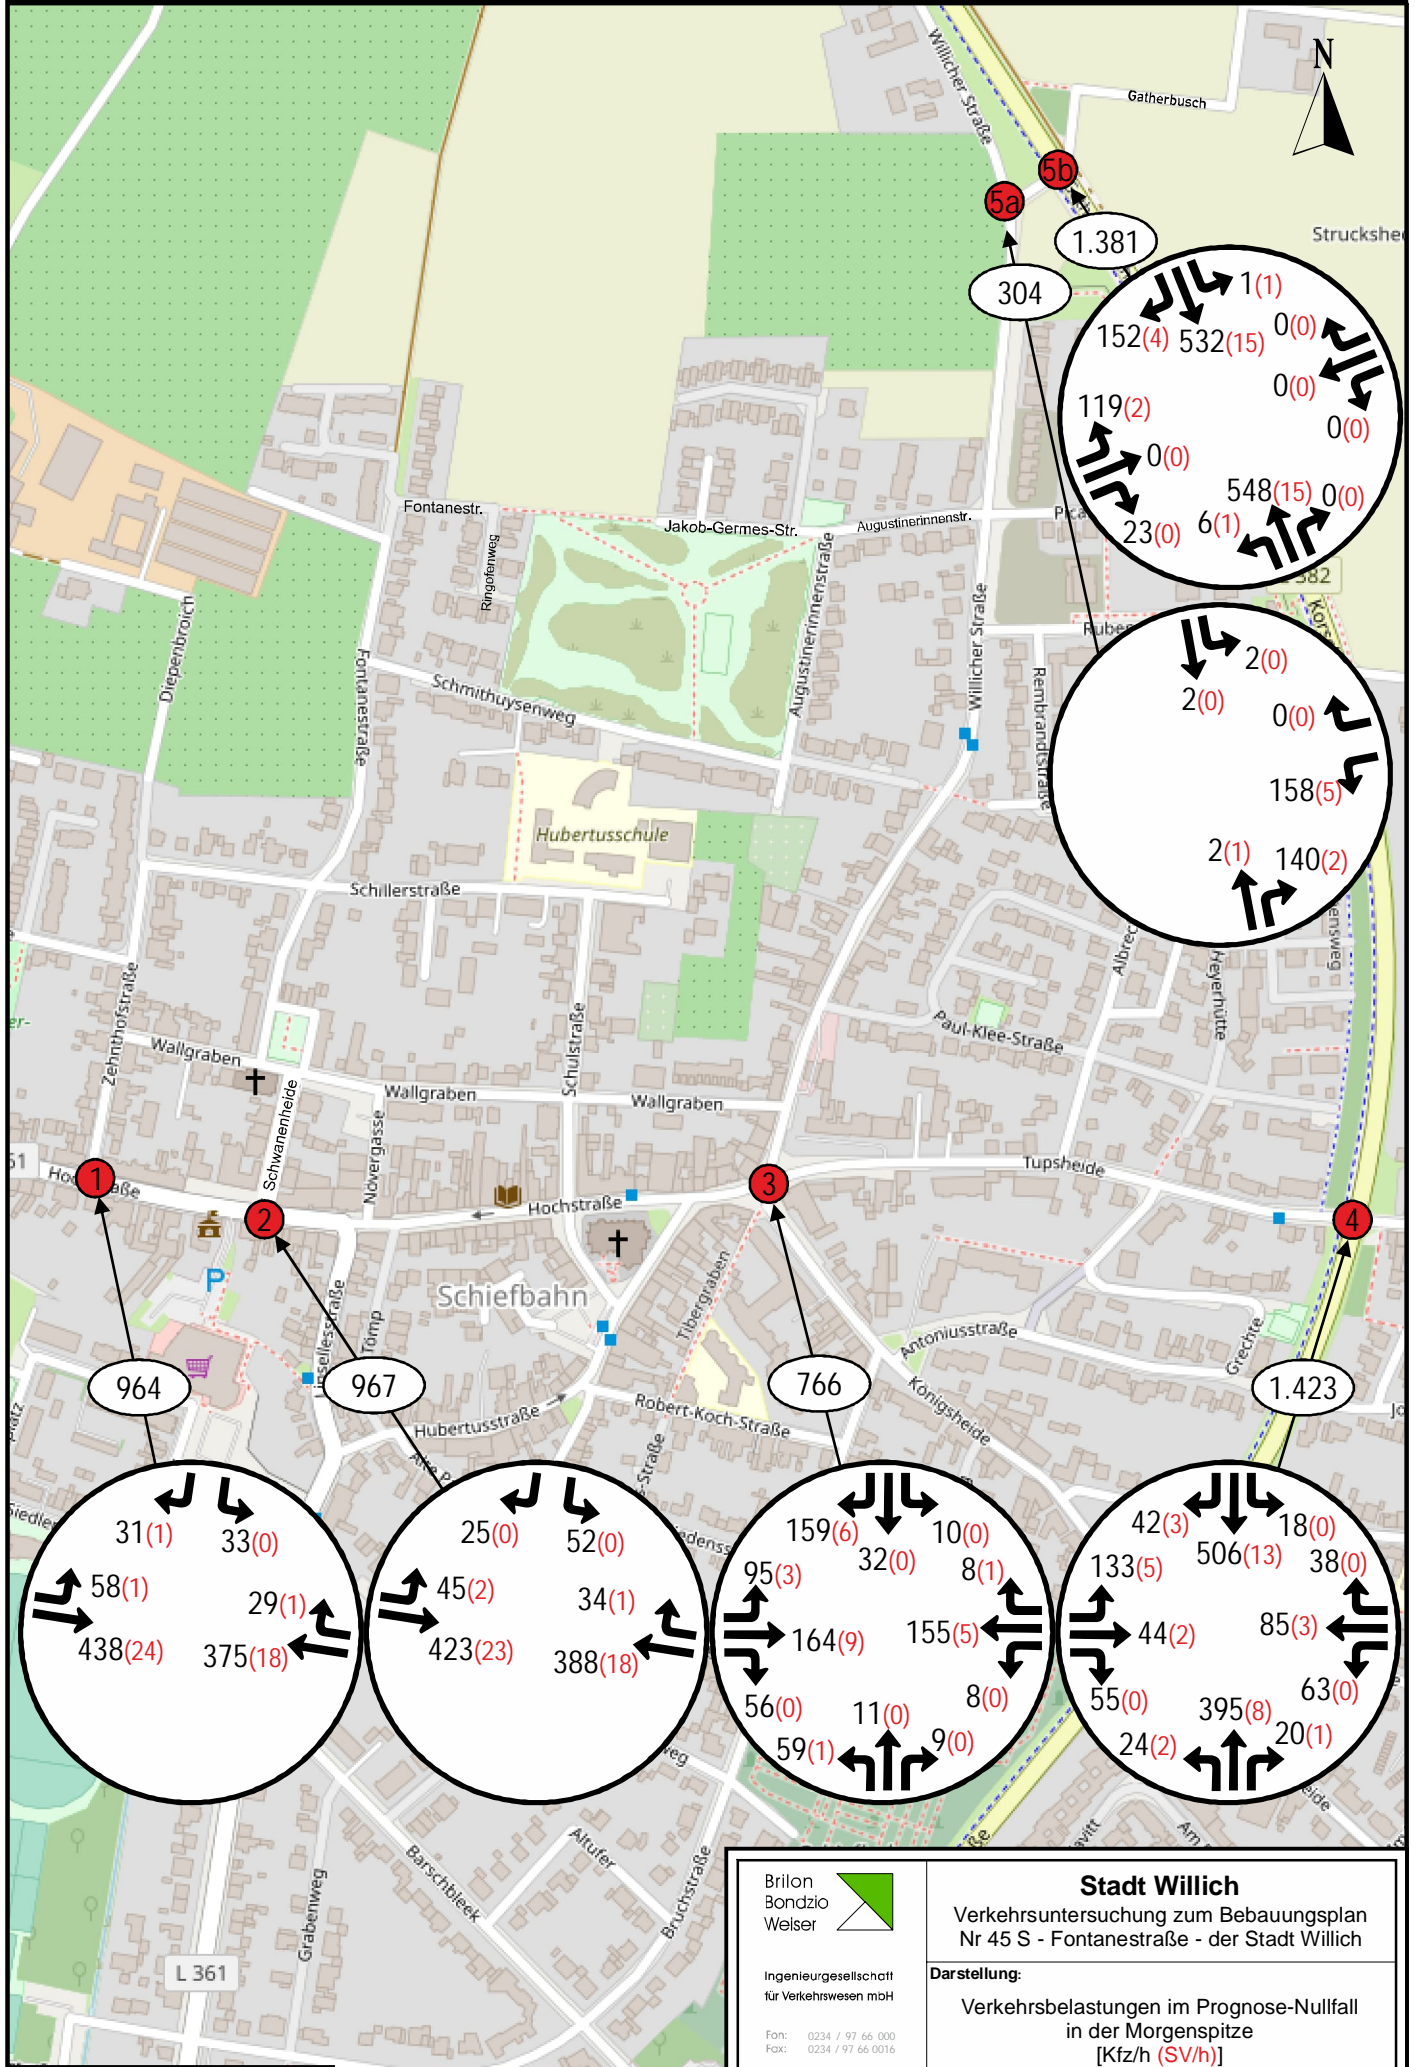 Willicher Straße
Gatherbusch
N
5b
5a
1.381
304
1(1)
0(0)
152(4) 532(15)
0(0)
0(0)
119(2)
0(0)
548(15) 0(0)
23(0) 6(1)
Fontanestr.
Jakob-Germes-Str.
Augustinerinnenstr.
Ringofenweg
Augustinerinnenstraße
Willicher Straße
Diepenbroich
Fontanestraße
Schmithuysenweg
Rembrandtstraße
2(0)
2(0)
0(0)
158(5)
2(1)
140(2)
Hubertusschule
Schillerstraße
Zehnthofstraße
Wallgraben
Schwanenheide
Wallgraben
Növergasse
Schulstraße
Wallgraben
Paul-Klee-Straße
Heyerhütte
Tupsheide
1
2
3
4
Hochstraße
P
Schiefbahn
Tibergraben
Tömp
Antoniusstraße
Grechte
Königsheide
964
967
766
1.423
Hubertusstraße
Robert-Koch-Straße
31(1)
33(0)
58(1)
29(1)
438(24)
375(18)
25(0)
52(0)
45(2)
34(1)
423(23)
388(18)
159(6)
10(0)
32(0)
95(3)
8(1)
164(9)
155(5)
56(0)
11(0)
8(0)
59(1)
9(0)
42(3)
18(0)
506(13)
133(5)
38(0)
44(2)
85(3)
55(0)
395(8)
63(0)
24(2)
20(1)
Barschbleek
Altufer
Bruchstraße
Grabenweg
L 361
Brilon
Bondzio
Weiser
Ingenieurgesellschaft
für Verkehrswesen mbH
Fon: 0234 / 97 66 000
Fax: 0234 / 97 66 0016
Stadt Willich
Verkehrsuntersuchung zum Bebauungsplan
Nr 45 S - Fontanestraße - der Stadt Willich
Darstellung:
Verkehrsbelastungen im Prognose-Nullfall
in der Morgenspitze
[Kfz/h (SV/h)]